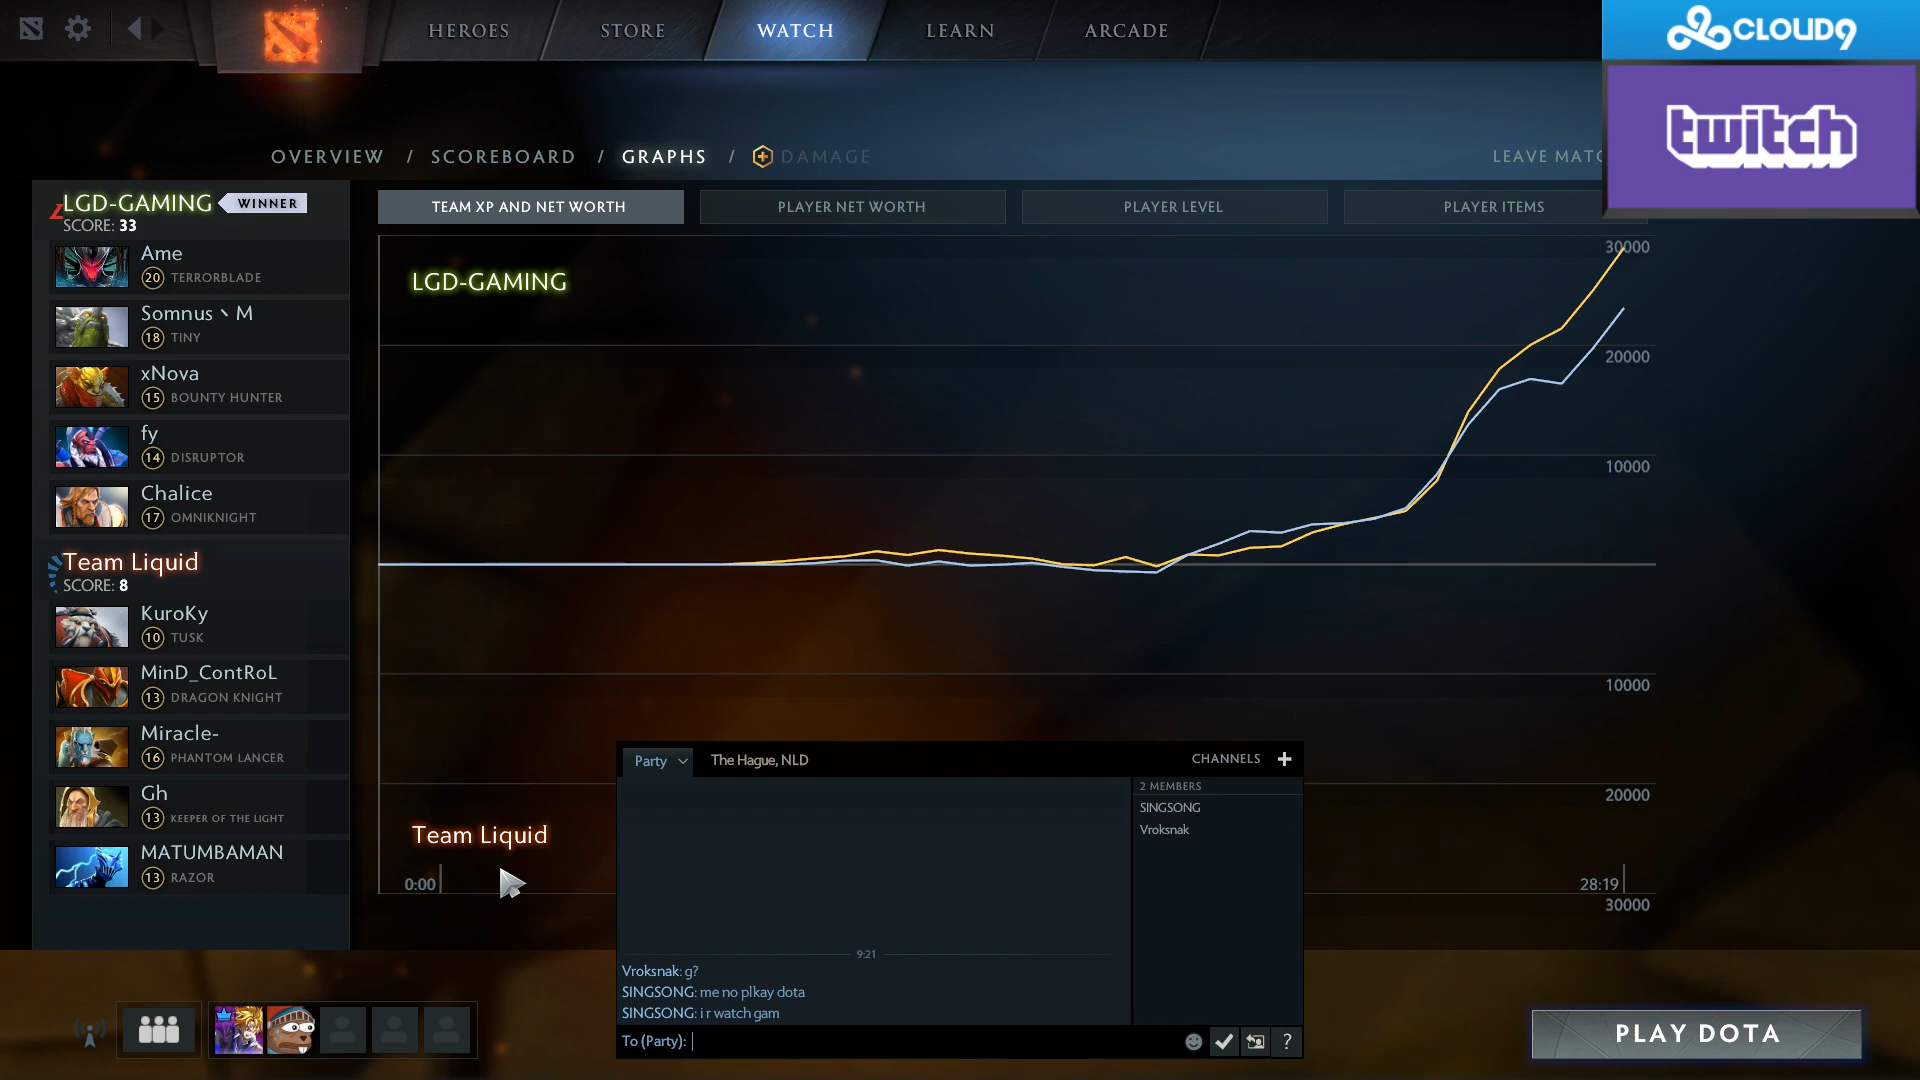 HEROES
STORE
WATCH
LEARN
ARCADE
CLOUD9
twitch
OVERVIEW / SCOREBOARD / GRAPHS / DAMAGE
LEAVE MATC
LGD-GAMING WINNER
SCORE: 33
Ame
20 TERRORBLADE
Somnus丶M
18 TINY
xNova
15 BOUNTY HUNTER
fy
14 DISRUPTOR
Chalice
17 OMNIKNIGHT
Team Liquid
SCORE: 8
KuroKy
10 TUSK
MinD_ContRoL
13 DRAGON KNIGHT
Miracle-
16 PHANTOM LANCER
Gh
13 KEEPER OF THE LIGHT
MATUMBAMAN
13 RAZOR
TEAM XP AND NET WORTH
PLAYER NET WORTH
PLAYER LEVEL
PLAYER ITEMS
LGD-GAMING
30000
20000
10000
10000
20000
30000
Team Liquid
0:00
28:19
Party
The Hague, NLD
CHANNELS +
2 MEMBERS
SINGSONG
Vroksnak
9:21
Vroksnak: g?
SINGSONG: me no plkay dota
SINGSONG: i r watch gam
To (Party):
?
PLAY DOTA